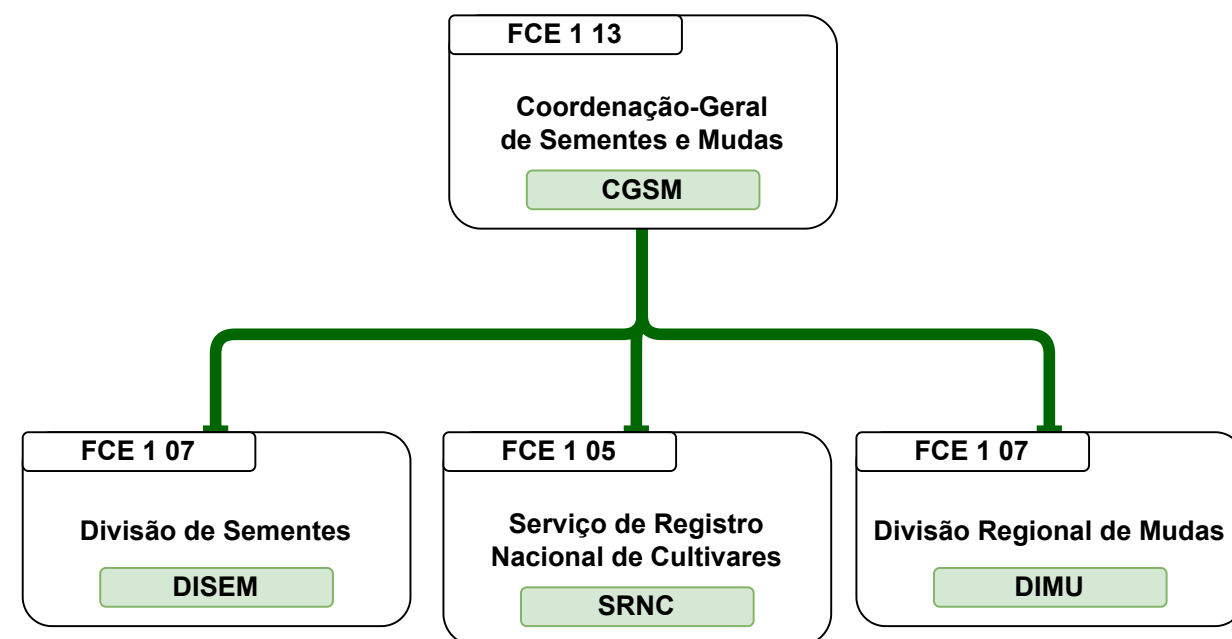 FCE 1 13
Coordenação-Geral
de Sementes e Mudas
CGSM
FCE 1 07
Divisão de Sementes
DISEM
FCE 1 05
Serviço de Registro
Nacional de Cultivares
SRNC
FCE 1 07
Divisão Regional de Mudas
DIMU